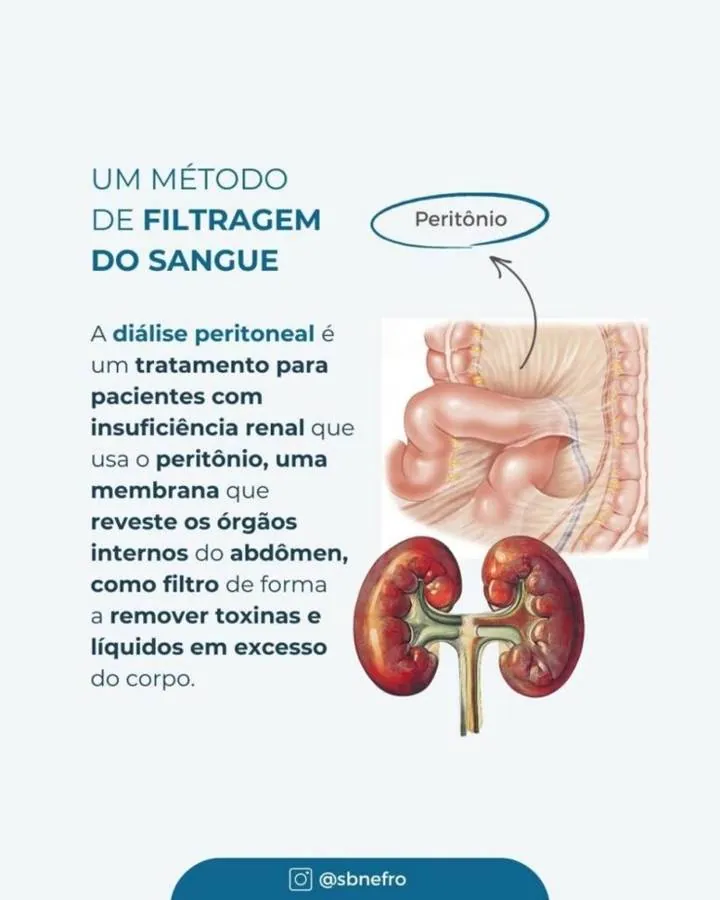 UM MÉTODO
DE FILTRAGEM
DO SANGUE
Peritônio
A diálise peritoneal é
um tratamento para
pacientes com
insuficiência renal que
usa o peritônio, uma
membrana que
reveste os órgãos
internos do abdômen,
como filtro de forma
a remover toxinas e
líquidos em excesso
do corpo.
@sbnefro